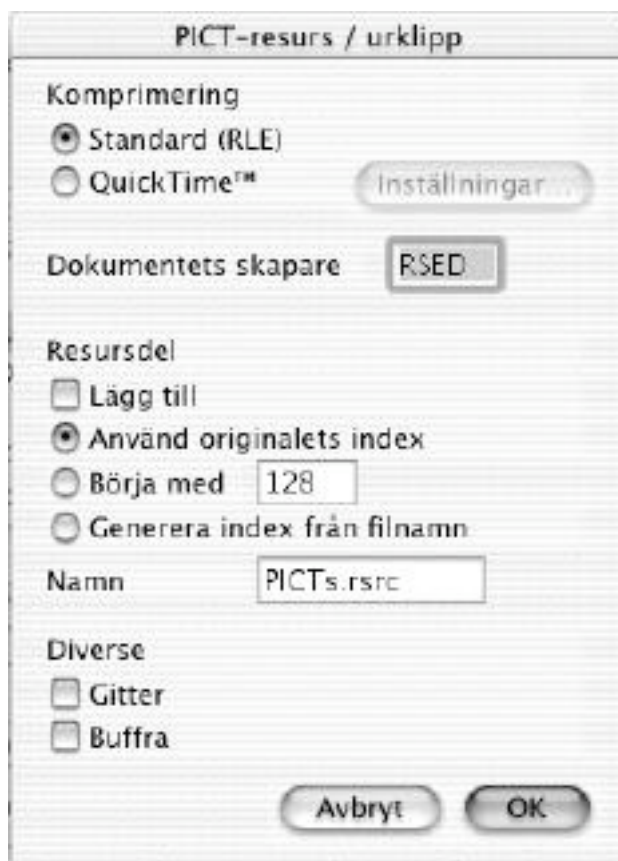 PICT-resurs / urklipp
Komprimering
Standard (RLE)
QuickTime™ Inställningar...
Dokumentets skapare RSED
Resursdel
Lägg till
Använd originalets index
Börja med 128
Generera index från filnamn
Namn PICTs.rsrc
Diverse
Gitter
Buffra
Avbryt OK